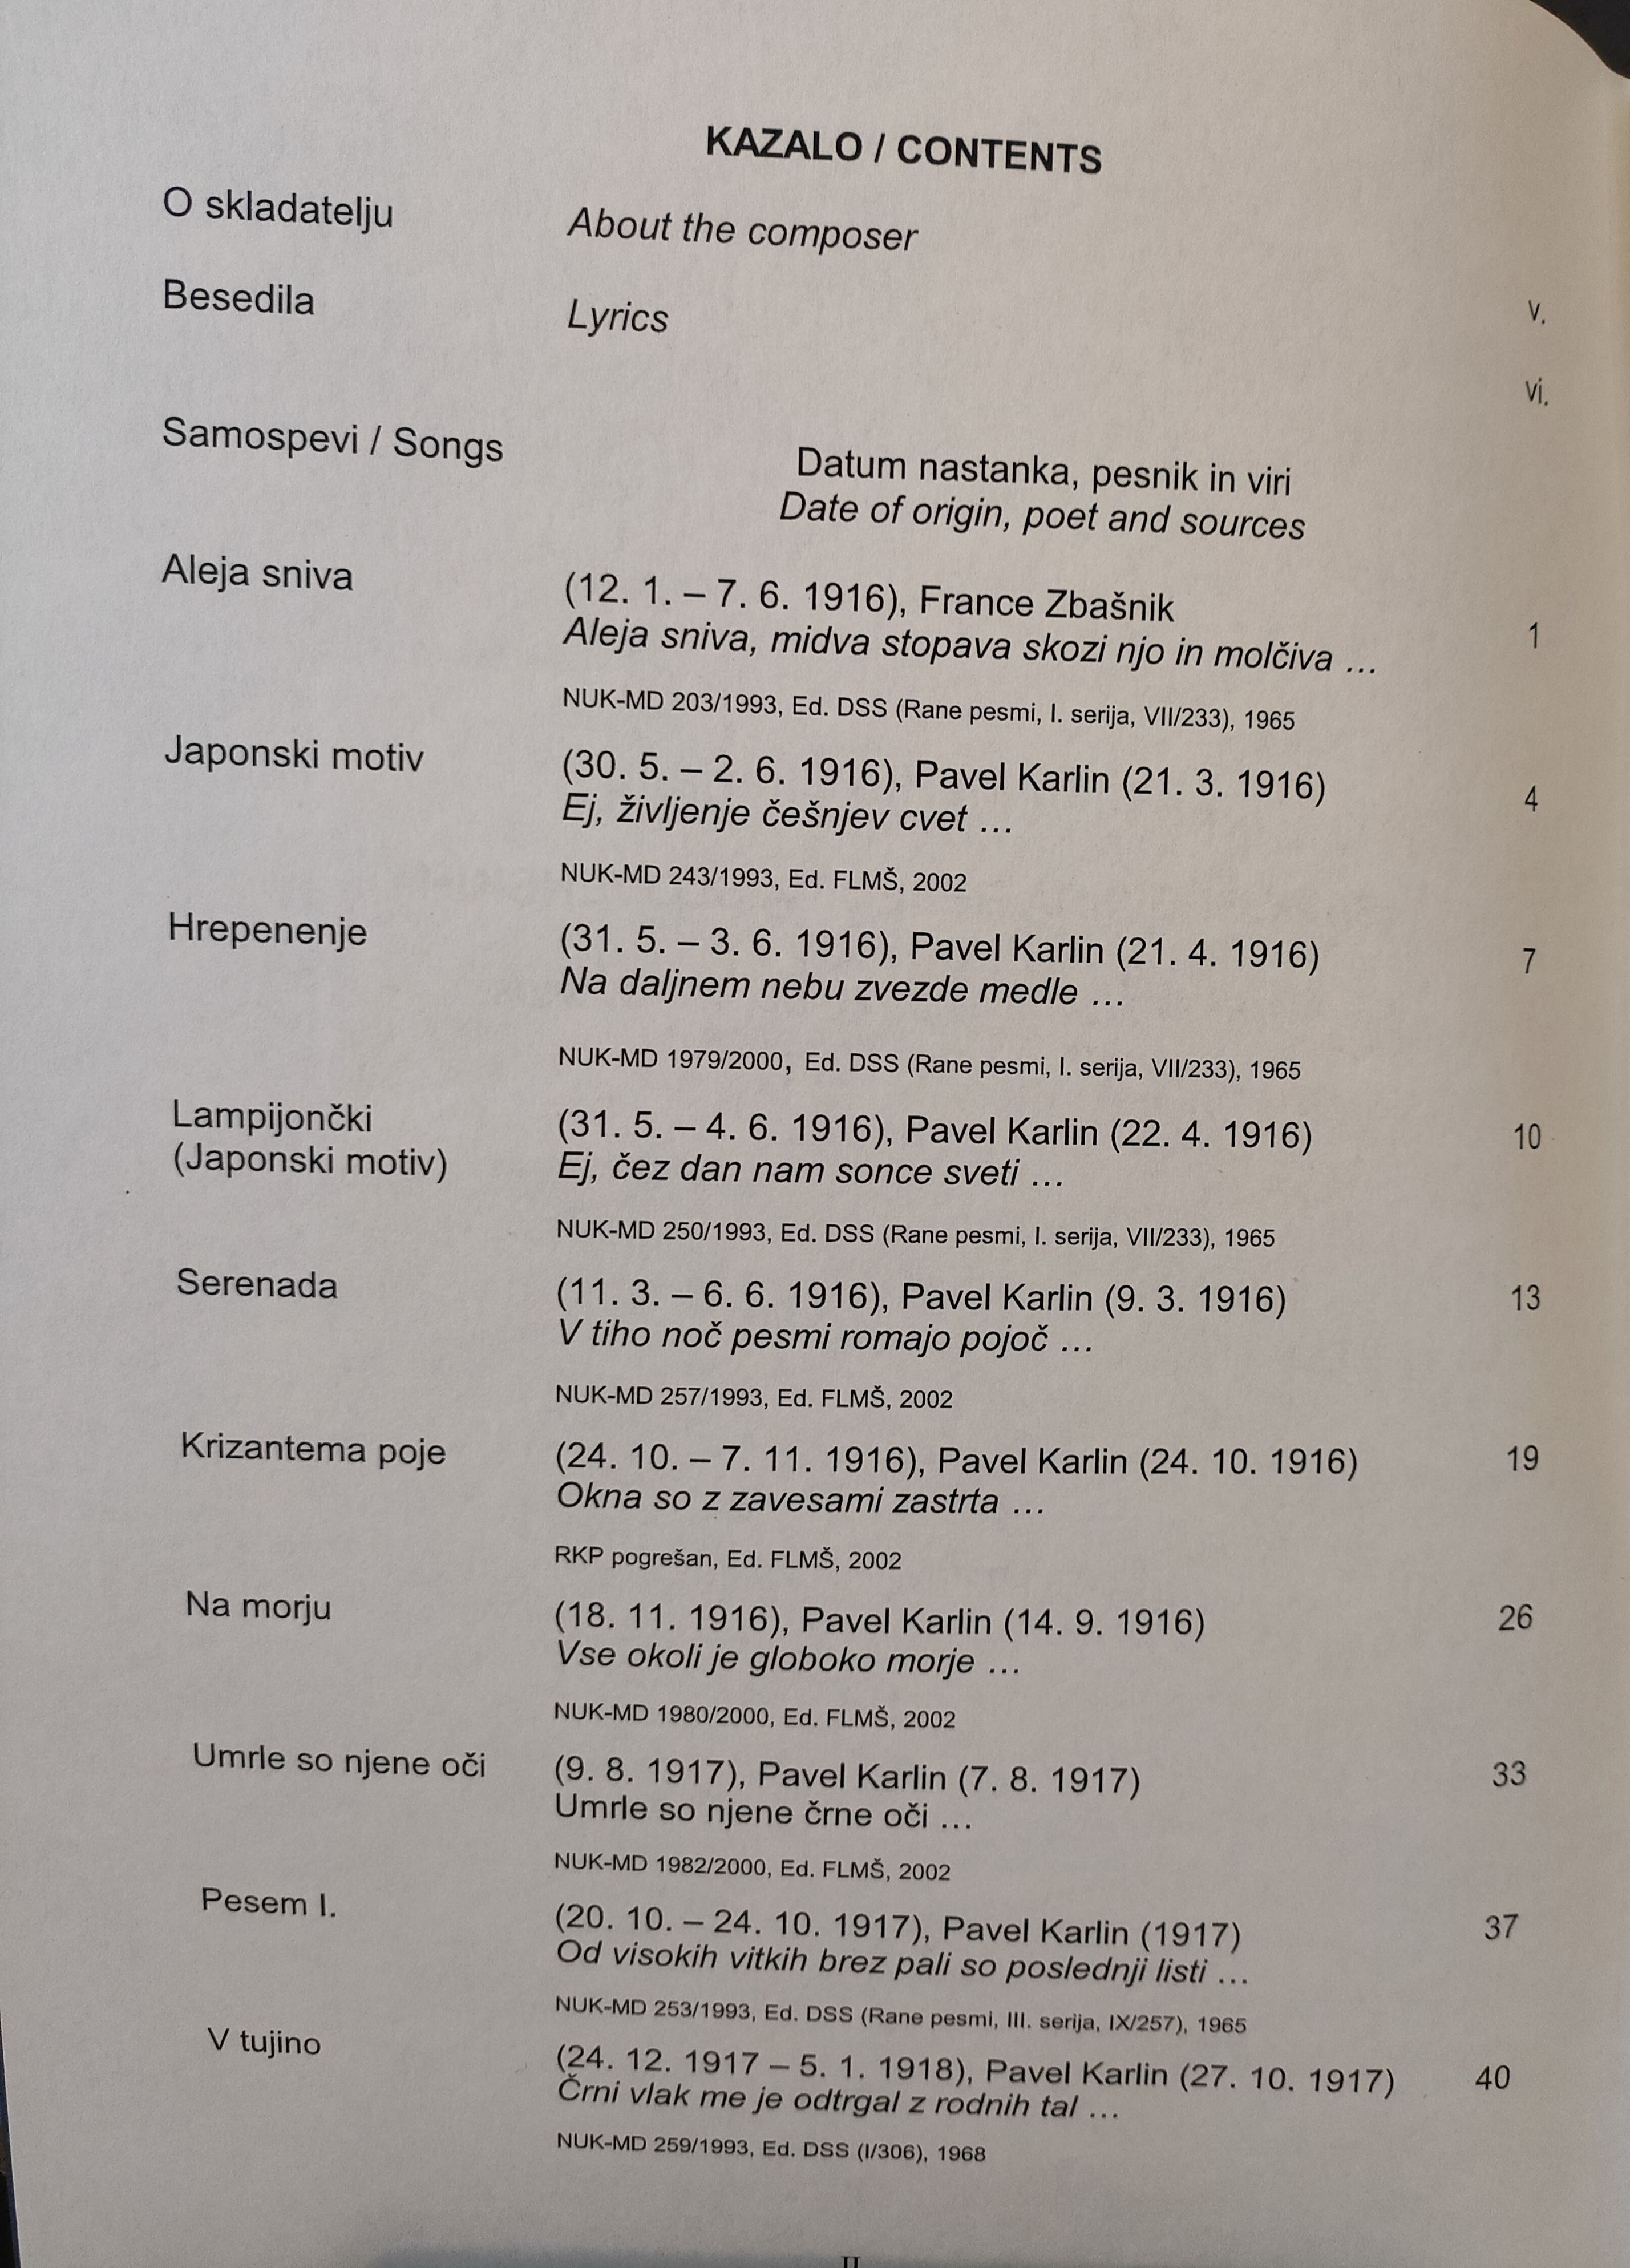 KAZALO / CONTENTS
O skladatelju About the composer v.
Besedila Lyrics vi.
Samospevi / Songs Datum nastanka, pesnik in viri
Date of origin, poet and sources
Aleja sniva (12. 1. – 7. 6. 1916), France Zbašnik 1
Aleja sniva, midva stopava skozi njo in molčiva ...
NUK-MD 203/1993, Ed. DSS (Rane pesmi, I. serija, VII/233), 1965
Japonski motiv (30. 5. – 2. 6. 1916), Pavel Karlin (21. 3. 1916) 4
Ej, življenje češnjev cvet ...
NUK-MD 243/1993, Ed. FLMŠ, 2002
Hrepenenje (31. 5. – 3. 6. 1916), Pavel Karlin (21. 4. 1916) 7
Na daljnem nebu zvezde medle ...
NUK-MD 1979/2000, Ed. DSS (Rane pesmi, I. serija, VII/233), 1965
Lampijončki (31. 5. – 4. 6. 1916), Pavel Karlin (22. 4. 1916) 10
(Japonski motiv) Ej, čez dan nam sonce sveti ...
NUK-MD 250/1993, Ed. DSS (Rane pesmi, I. serija, VII/233), 1965
Serenada (11. 3. – 6. 6. 1916), Pavel Karlin (9. 3. 1916) 13
V tiho noč pesmi romajo pojoč ...
NUK-MD 257/1993, Ed. FLMŠ, 2002
Krizantema poje (24. 10. – 7. 11. 1916), Pavel Karlin (24. 10. 1916) 19
Okna so z zavesami zastrta ...
RKP pogrešan, Ed. FLMŠ, 2002
Na morju (18. 11. 1916), Pavel Karlin (14. 9. 1916) 26
Vse okoli je globoko morje ...
NUK-MD 1980/2000, Ed. FLMŠ, 2002
Umrle so njene oči (9. 8. 1917), Pavel Karlin (7. 8. 1917) 33
Umrle so njene črne oči ...
NUK-MD 1982/2000, Ed. FLMŠ, 2002
Pesem I. (20. 10. – 24. 10. 1917), Pavel Karlin (1917) 37
Od visokih vitkih brez pali so poslednji listi ...
NUK-MD 253/1993, Ed. DSS (Rane pesmi, III. serija, IX/257), 1965
V tujino (24. 12. 1917 – 5. 1. 1918), Pavel Karlin (27. 10. 1917) 40
Črni vlak me je odtrgal z rodnih tal ...
NUK-MD 259/1993, Ed. DSS (I/306), 1968
II